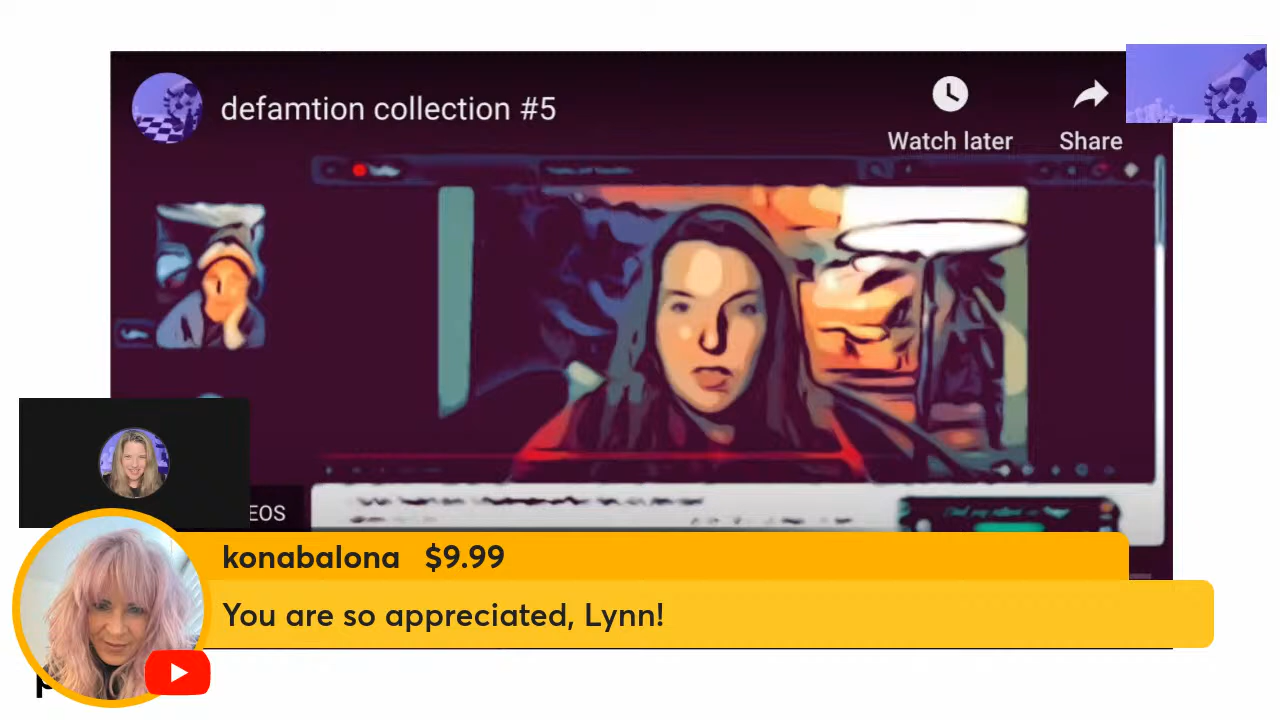 defamtion collection #5
Watch later
Share
EOS
konabalona $9.99
You are so appreciated, Lynn!